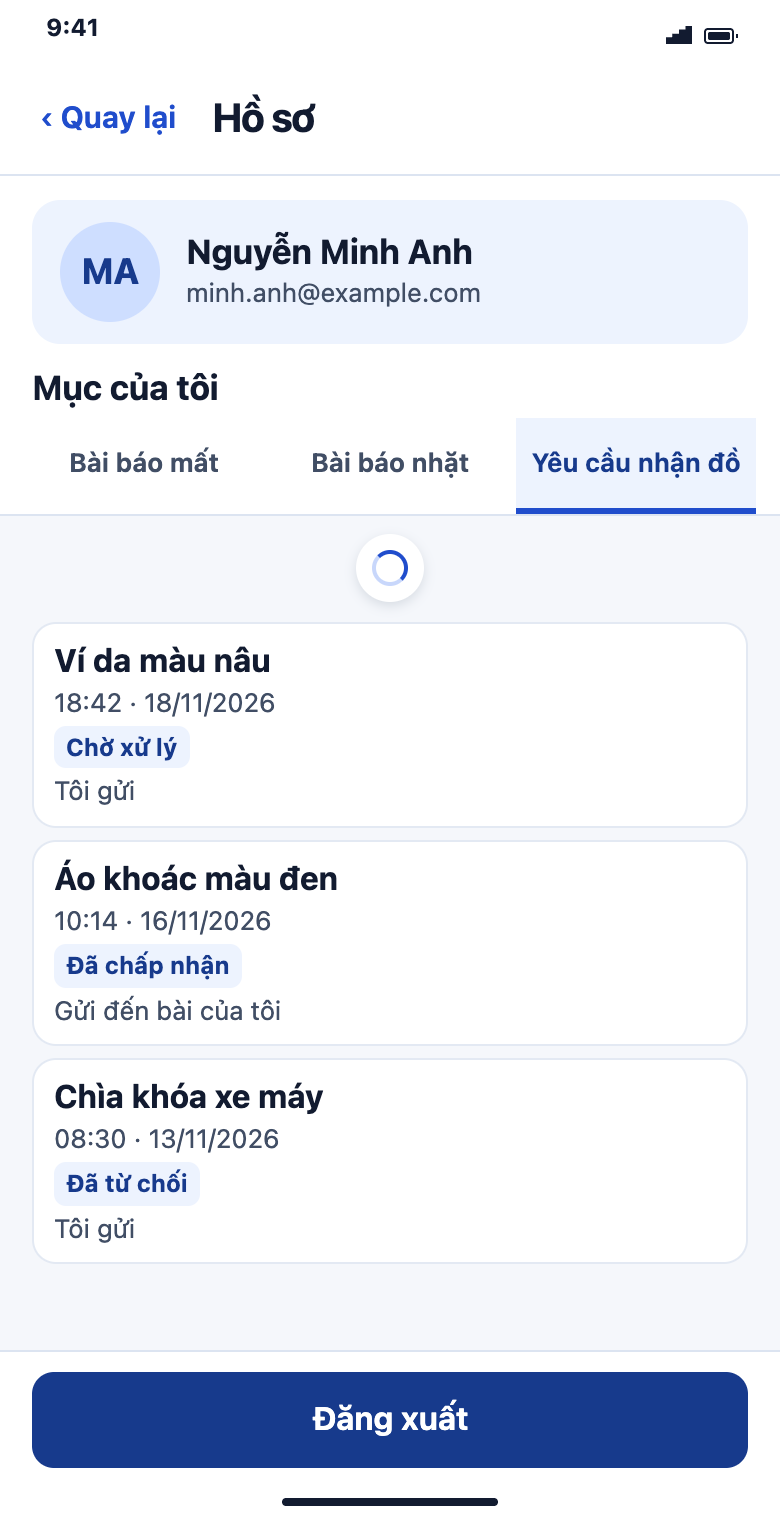 9:41
‹ Quay lại Hồ sơ
MA
Nguyễn Minh Anh
minh.anh@example.com
Mục của tôi
Bài báo mất Bài báo nhặt Yêu cầu nhận đồ
Ví da màu nâu
18:42 · 18/11/2026
Chờ xử lý
Tôi gửi
Áo khoác màu đen
10:14 · 16/11/2026
Đã chấp nhận
Gửi đến bài của tôi
Chìa khóa xe máy
08:30 · 13/11/2026
Đã từ chối
Tôi gửi
Đăng xuất